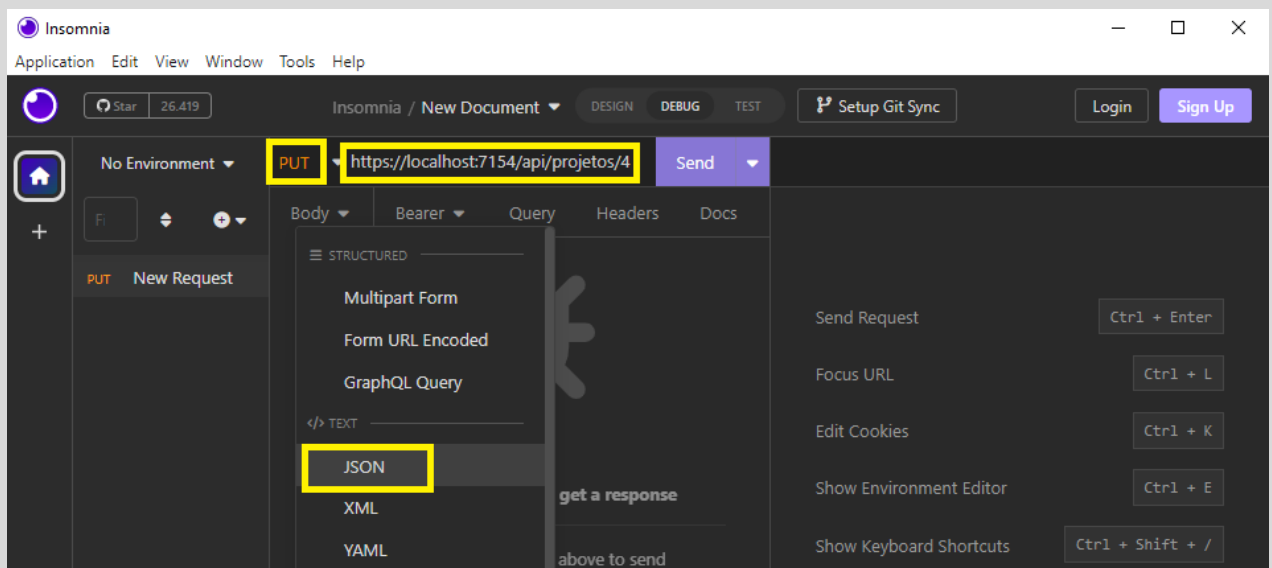 Insomnia
Application Edit View Window Tools Help
Star 26.419 Insomnia / New Document DESIGN DEBUG TEST Setup Git Sync Login Sign Up
No Environment PUT https://localhost:7154/api/projetos/4 Send
Body Bearer Query Headers Docs
STRUCTURED
PUT New Request
Multipart Form
Send Request Ctrl + Enter
Form URL Encoded
Focus URL Ctrl + L
GraphQL Query
</> TEXT
Edit Cookies Ctrl + K
JSON
Show Environment Editor Ctrl + E
get a response
XML
Show Keyboard Shortcuts Ctrl + Shift + /
YAML
above to send